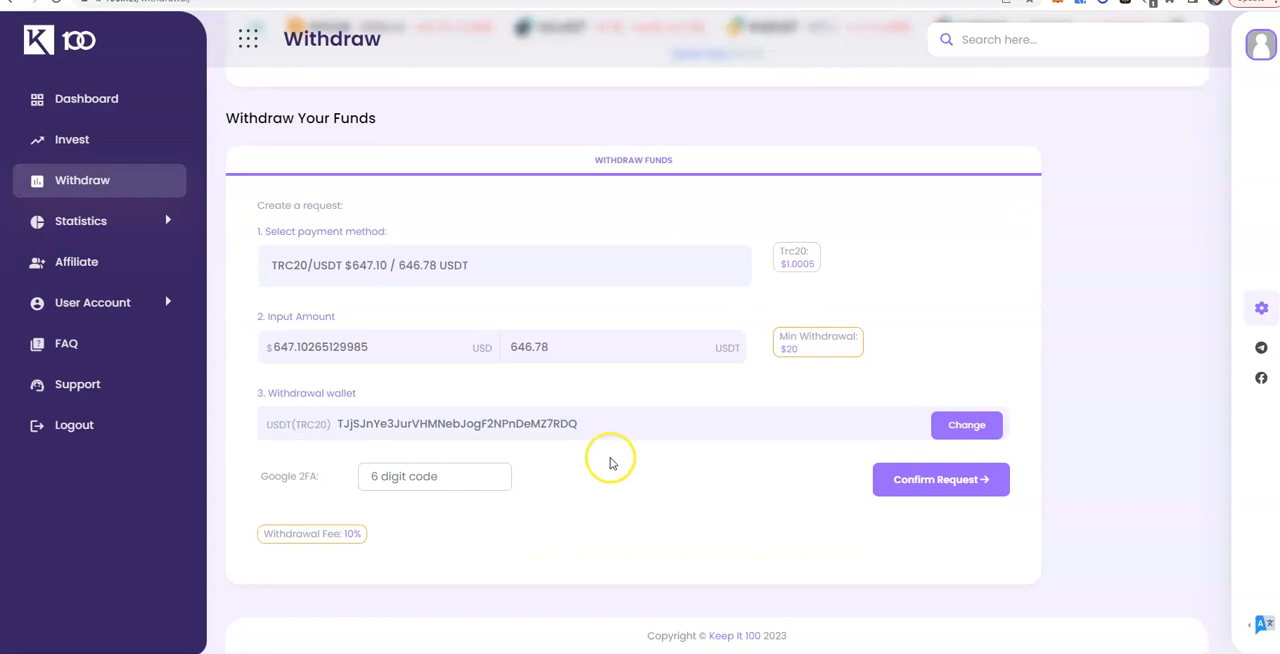 K 100
Withdraw
Search here...
Dashboard
Invest
Withdraw
Statistics
Affiliate
User Account
FAQ
Support
Logout
Withdraw Your Funds
WITHDRAW FUNDS
Create a request:
1. Select payment method:
TRC20/USDT $647.10 / 646.78 USDT
Trc20:
$1.0005
2. Input Amount
$647.10265129985 USD 646.78 USDT
Min Withdrawal:
$20
3. Withdrawal wallet
USDT(TRC20) TJjSJnYe3JurVHMNebJogF2NPnDeMZ7RDQ
Change
Google 2FA: 6 digit code
Confirm Request →
Withdrawal Fee: 10%
Copyright © Keep It 100 2023